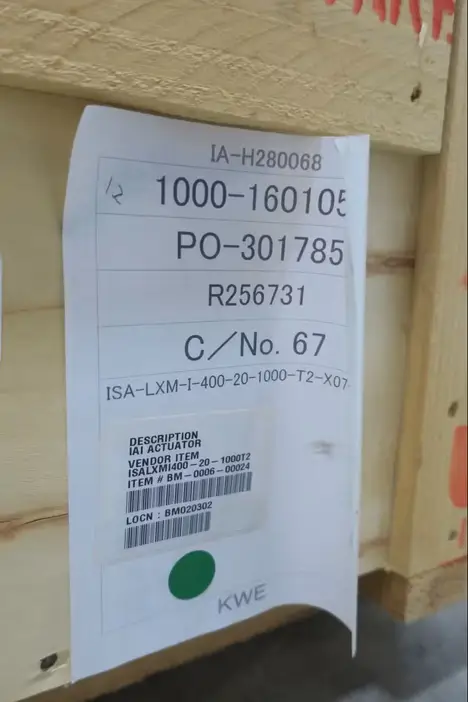 IA-H280068
12
1000-160105
PO-301785
R256731
C/No. 67
ISA-LXM-I-400-20-1000-T2-X07
DESCRIPTION
IAI ACTUATOR
VENDOR ITEM
ISALXMI400-20-1000T2
ITEM # BM-0006-00024
LOCN : BM020302
KWE